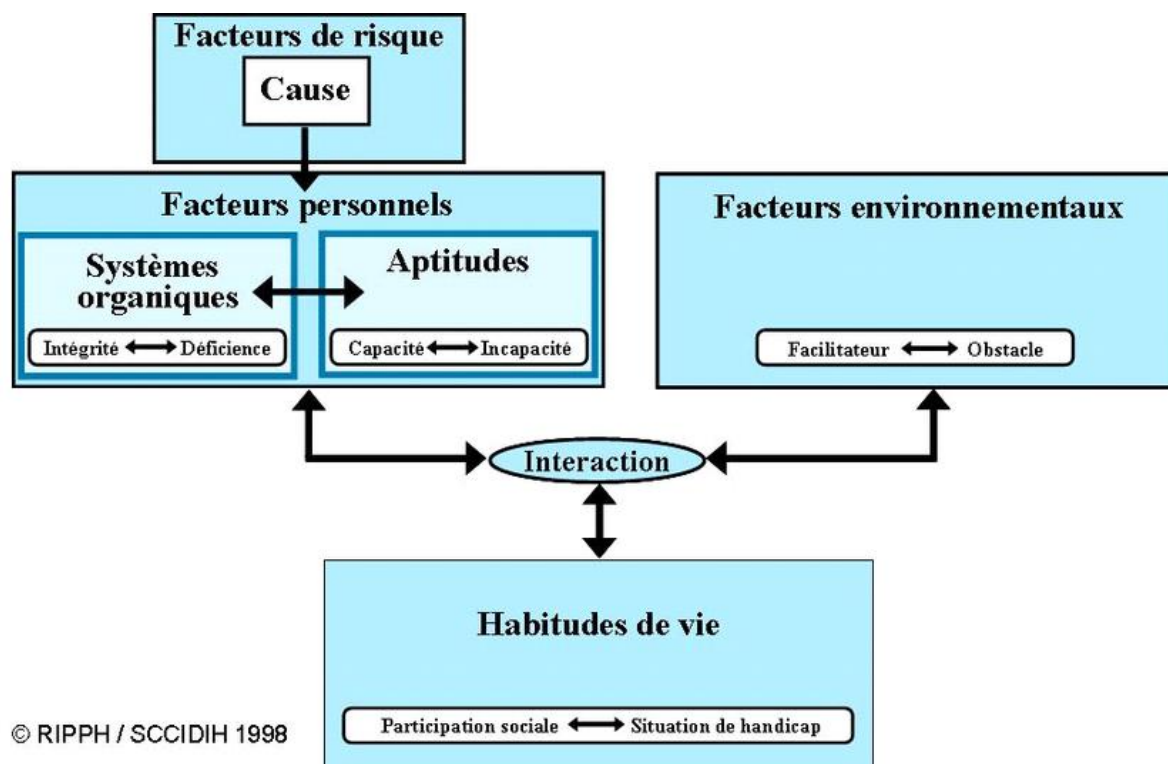 Facteurs de risque
Cause
Facteurs personnels
Systèmes
organiques
Intégrité Déficience
Aptitudes
Capacité Incapacité
Facteurs environnementaux
Facilitateur Obstacle
Interaction
Habitudes de vie
Participation sociale Situation de handicap
© RIPPH / SCCIDIH 1998